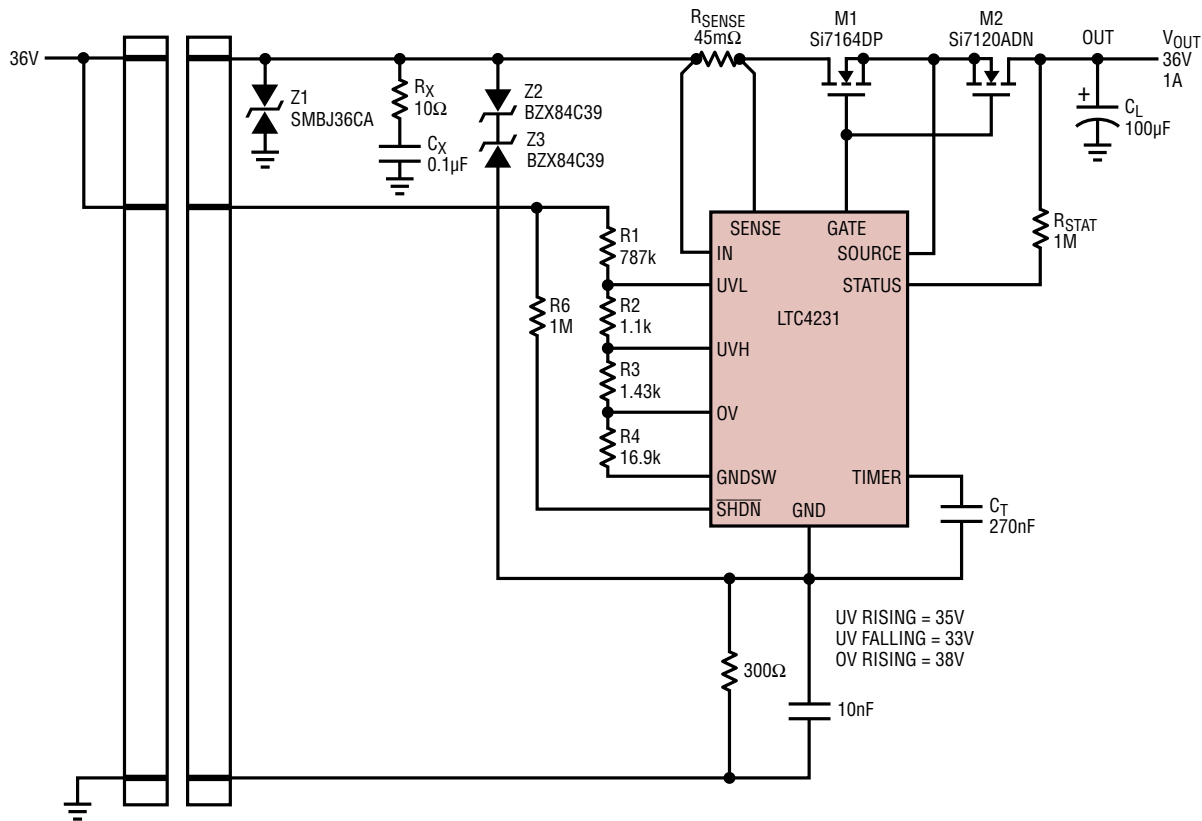 36V
Z1
SMBJ36CA
RX
10Ω
CX
0.1µF
Z2
BZX84C39
Z3
BZX84C39
RSENSE
45mΩ
M1
Si7164DP
M2
Si7120ADN
OUT
VOUT
36V
1A
+
CL
100µF
RSTAT
1M
R1
787k
R2
1.1k
R3
1.43k
R4
16.9k
R6
1M
SENSE
GATE
IN
SOURCE
UVL
STATUS
LTC4231
UVH
OV
GNDSW
TIMER
SHDN
GND
CT
270nF
UV RISING = 35V
UV FALLING = 33V
OV RISING = 38V
300Ω
10nF